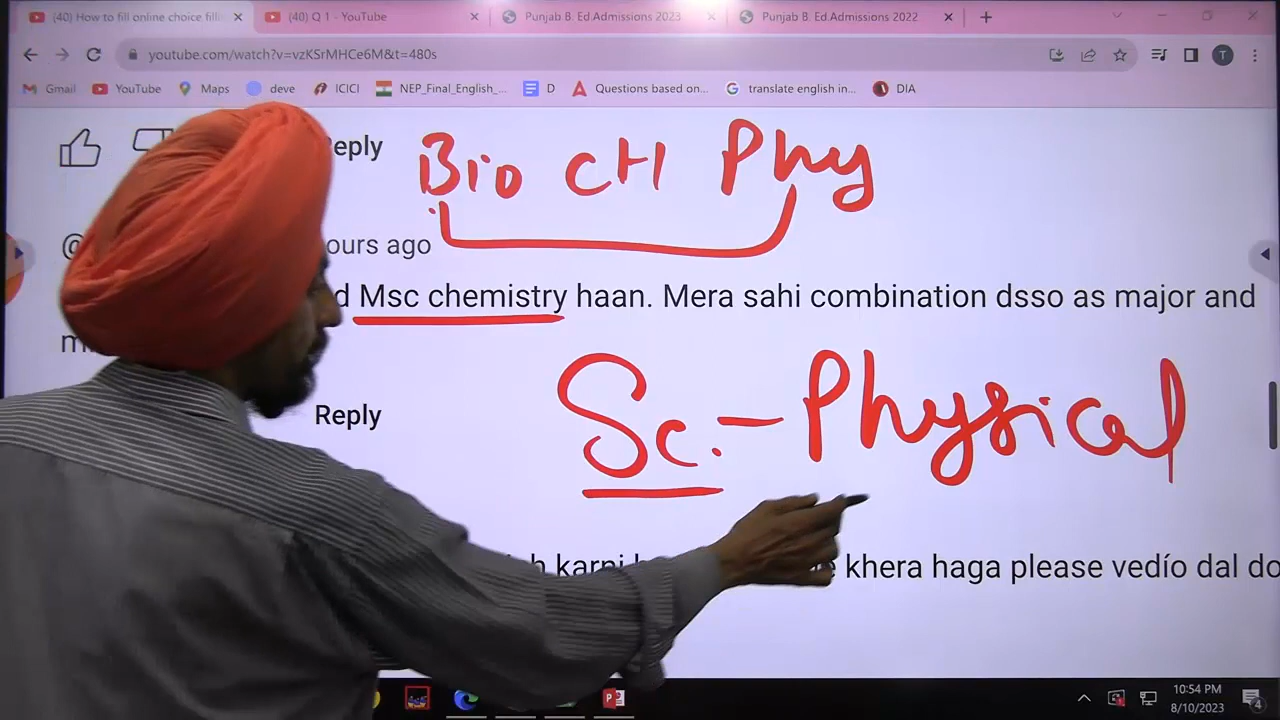 (40) How to fill online choice filli
(40) Q 1 - YouTube
Punjab B. Ed.Admissions 2023
Punjab B. Ed.Admissions 2022
youtube.com/watch?v=vzKSrMHCe6M&t=480s
T
Gmail
YouTube
Maps
deve
ICICI
NEP_Final_English_...
D
Questions based on...
translate english in...
DIA
Reply
Bio CH Phy
@
ours ago
d Msc chemistry haan. Mera sahi combination dsso as major and
Sc.- Physical
Reply
karni khera haga please vedío dal do
10:54 PM
8/10/2023
4